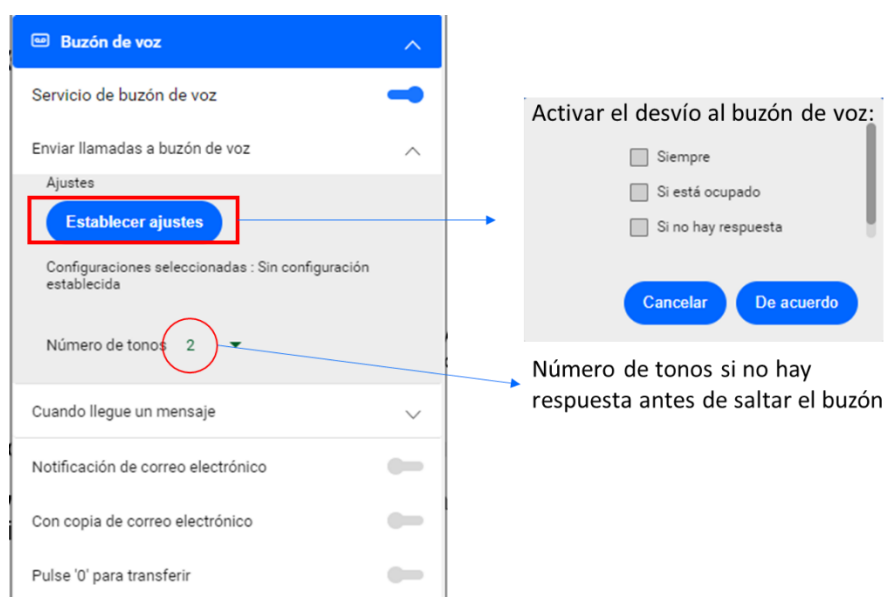 Buzón de voz
Servicio de buzón de voz
Enviar llamadas a buzón de voz
Ajustes
Establecer ajustes
Configuraciones seleccionadas : Sin configuración
establecida
Número de tonos 2
Cuando llegue un mensaje
Notificación de correo electrónico
Con copia de correo electrónico
Pulse '0' para transferir
Activar el desvío al buzón de voz:
Siempre
Si está ocupado
Si no hay respuesta
Cancelar De acuerdo
Número de tonos si no hay
respuesta antes de saltar el buzón